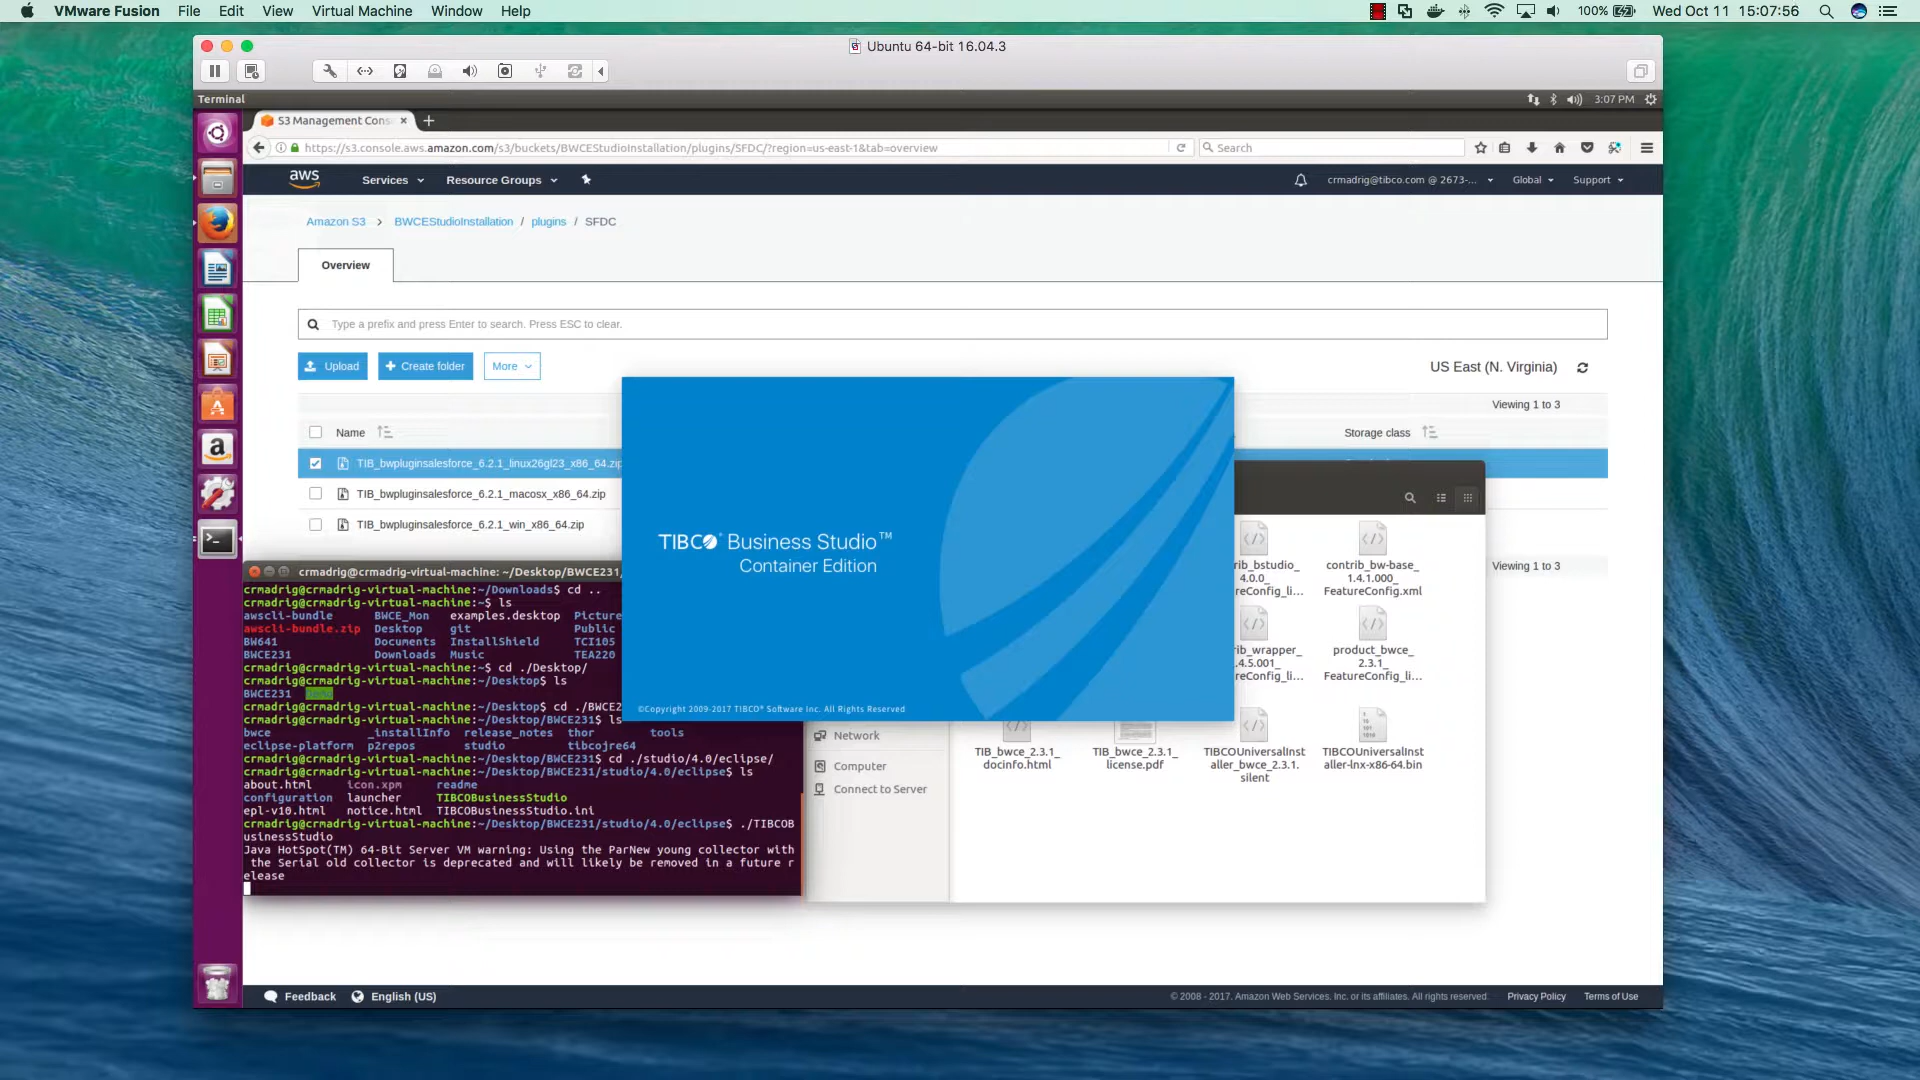 VMware Fusion File Edit View Virtual Machine Window Help
100% Wed Oct 11 15:07:56
Ubuntu 64-bit 16.04.3
Terminal
3:07 PM
S3 Management Cons
https://s3.console.aws.amazon.com/s3/buckets/BWCEStudioInstallation/plugins/SFDC/?region=us-east-1&tab=overview
Search
aws Services Resource Groups
crmadrig@tibco.com @ 2673-... Global Support
Amazon S3 > BWCEStudioInstallation / plugins / SFDC
Overview
Type a prefix and press Enter to search. Press ESC to clear.
Upload + Create folder More
US East (N. Virginia)
Viewing 1 to 3
Name
Storage class
TIB_bwpluginsalesforce_6.2.1_linux26gl23_x86_64.zip
TIB_bwpluginsalesforce_6.2.1_macosx_x86_64.zip
TIB_bwpluginsalesforce_6.2.1_win_x86_64.zip
Viewing 1 to 3
TIBCO® Business Studio™
Container Edition
©Copyright 2009-2017 TIBCO® Software Inc. All Rights Reserved
crmadrig@crmadrig-virtual-machine: ~/Desktop/BWCE231/
crmadrig@crmadrig-virtual-machine:~/Downloads$ cd ..
crmadrig@crmadrig-virtual-machine:~$ ls
awscli-bundle BWCE_Mon examples.desktop Picture
awscli-bundle.zip Desktop git Public
BW641 Documents InstallShield TCI105
BWCE231 Downloads Music TEA220
crmadrig@crmadrig-virtual-machine:~$ cd ./Desktop/
crmadrig@crmadrig-virtual-machine:~/Desktop$ ls
BWCE231 Demo
crmadrig@crmadrig-virtual-machine:~/Desktop$ cd ./BWCE2
crmadrig@crmadrig-virtual-machine:~/Desktop/BWCE231$ ls
bwce _installInfo release_notes thor tools
eclipse-platform p2repos studio tibcojre64
crmadrig@crmadrig-virtual-machine:~/Desktop/BWCE231$ cd ./studio/4.0/eclipse/
crmadrig@crmadrig-virtual-machine:~/Desktop/BWCE231/studio/4.0/eclipse$ ls
about.html icon.xpm readme
configuration launcher TIBCOBusinessStudio
epl-v10.html notice.html TIBCOBusinessStudio.ini
crmadrig@crmadrig-virtual-machine:~/Desktop/BWCE231/studio/4.0/eclipse$ ./TIBCOB
usinessStudio
Java HotSpot(TM) 64-Bit Server VM warning: Using the ParNew young collector with
the Serial old collector is deprecated and will likely be removed in a future r
elease
Network
Computer
Connect to Server
rib_bstudio_
4.0.0_
eatureConfig_li...
contrib_bw-base_
1.4.1.000_
FeatureConfig.xml
rib_wrapper_
.4.5.001_
eatureConfig_li...
product_bwce_
2.3.1_
FeatureConfig_li...
TIB_bwce_2.3.1_
docinfo.html
TIB_bwce_2.3.1_
license.pdf
TIBCOUniversalInst
aller_bwce_2.3.1.
silent
TIBCOUniversalInst
aller-lnx-x86-64.bin
Feedback English (US)
© 2008 - 2017, Amazon Web Services, Inc. or its affiliates. All rights reserved. Privacy Policy Terms of Use